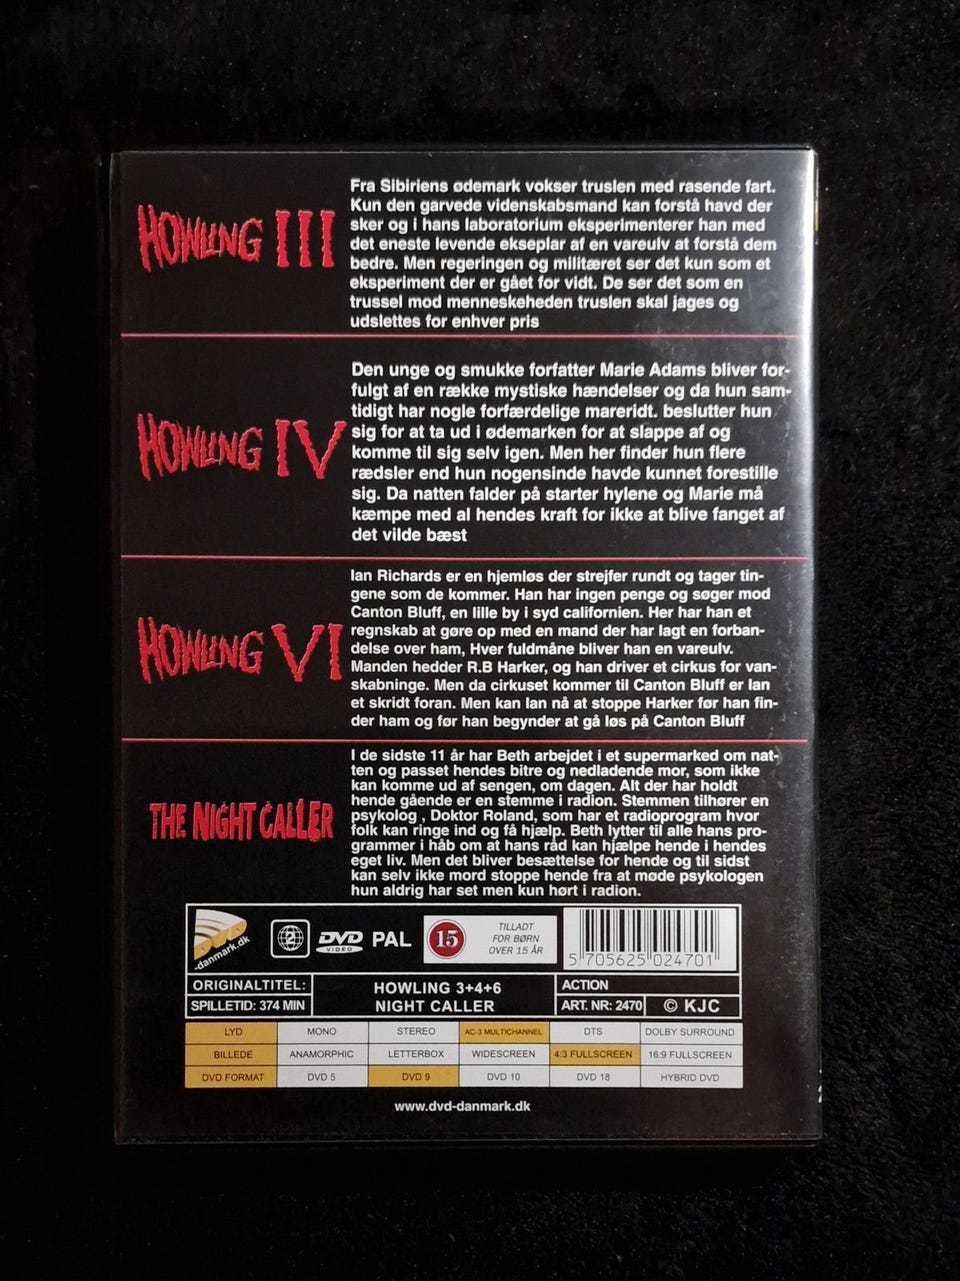 HOWLING III
Fra Sibiriens ødemark vokser truslen med rasende fart.
Kun den garvede videnskabsmand kan forstå havd der
sker og i hans laboratorium eksperimenterer han med
det eneste levende ekseplar af en vareulv at forstå dem
bedre. Men regeringen og militæret ser det kun som et
eksperiment der er gået for vidt. De ser det som en
trussel mod menneskeheden truslen skal jages og
udslettes for enhver pris
HOWLING IV
Den unge og smukke forfatter Marie Adams bliver for-
fulgt af en række mystiske hændelser og da hun sam-
tidigt har nogle forfærdelige mareridt. beslutter hun
sig for at ta ud i ødemarken for at slappe af og
komme til sig selv igen. Men her finder hun flere
rædsler end hun nogensinde havde kunnet forestille
sig. Da natten falder på starter hylene og Marie må
kæmpe med al hendes kraft for ikke at blive fanget af
det vilde bæst
HOWLING VI
Ian Richards er en hjemløs der strejfer rundt og tager tin-
gene som de kommer. Han har ingen penge og søger mod
Canton Bluff, en lille by i syd californien. Her har han et
regnskab at gøre op med en mand der har lagt en forban-
delse over ham, Hver fuldmåne bliver han en vareulv.
Manden hedder R.B Harker, og han driver et cirkus for van-
skabninge. Men da cirkuset kommer til Canton Bluff er Ian
et skridt foran. Men kan Ian nå at stoppe Harker før han fin-
der ham og før han begynder at gå løs på Canton Bluff
THE NIGHT CALLER
I de sidste 11 år har Beth arbejdet i et supermarked om nat-
ten og passet hendes bitre og nedladende mor, som ikke
kan komme ud af sengen, om dagen. Alt der har holdt
hende gående er en stemme i radion. Stemmen tilhører en
psykolog , Doktor Roland, som har et radioprogram hvor
folk kan ringe ind og få hjælp. Beth lytter til alle hans pro-
grammer i håb om at hans råd kan hjælpe hende i hendes
eget liv. Men det bliver besættelse for hende og til sidst
kan selv ikke mord stoppe hende fra at møde psykologen
hun aldrig har set men kun hørt i radion.
DVD
-danmark.dk
2
DVD
VIDEO
PAL
15
TILLADT
FOR BØRN
OVER 15 ÅR
5 705625 024701
ORIGINALTITEL:
SPILLETID: 374 MIN
HOWLING 3+4+6
NIGHT CALLER
ACTION
ART. NR: 2470 © KJC
LYD MONO STEREO AC-3 MULTICHANNEL DTS DOLBY SURROUND
BILLEDE ANAMORPHIC LETTERBOX WIDESCREEN 4:3 FULLSCREEN 16:9 FULLSCREEN
DVD FORMAT DVD 5 DVD 9 DVD 10 DVD 18 HYBRID DVD
www.dvd-danmark.dk